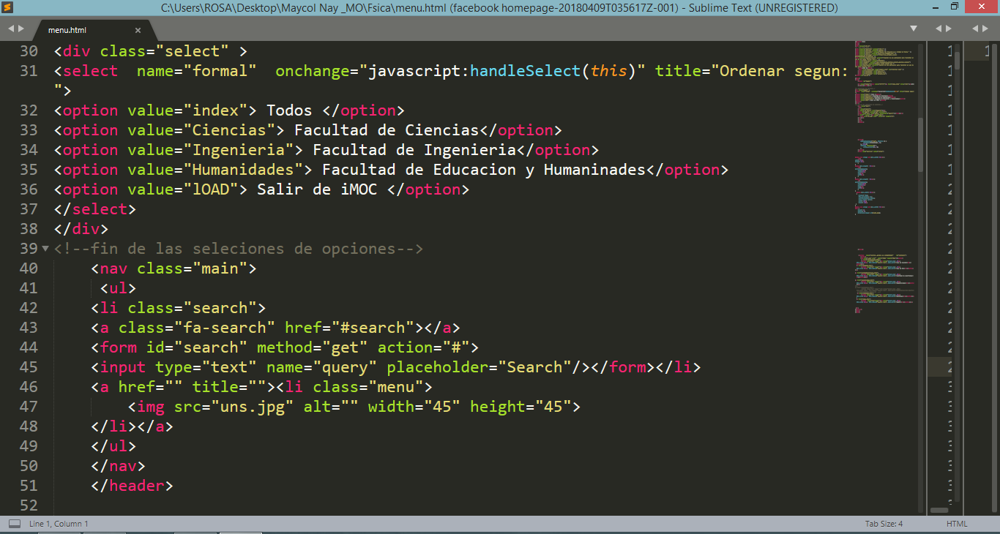 C:\Users\ROSA\Desktop\Maycol Nay _MO\Fsica\menu.html (facebook homepage-20180409T035617Z-001) - Sublime Text (UNREGISTERED)
menu.html
30 <div class="select" >
31 <select  name="formal"  onchange="javascript:handleSelect(this)" title="Ordenar segun:
">
32 <option value="index"> Todos </option>
33 <option value="Ciencias"> Facultad de Ciencias</option>
34 <option value="Ingenieria"> Facultad de Ingenieria</option>
35 <option value="Humanidades"> Facultad de Educacion y Humaninades</option>
36 <option value="lOAD"> Salir de iMOC </option>
37 </select>
38 </div>
39 <!--fin de las seleciones de opciones-->
40     <nav class="main">
41      <ul>
42     <li class="search">
43     <a class="fa-search" href="#search"></a>
44     <form id="search" method="get" action="#">
45     <input type="text" name="query" placeholder="Search"/></form></li>
46     <a href="" title=""><li class="menu">
47         <img src="uns.jpg" alt="" width="45" height="45">
48     </li></a>
49     </ul>
50     </nav>
51     </header>
52
Line 1, Column 1
Tab Size: 4
HTML